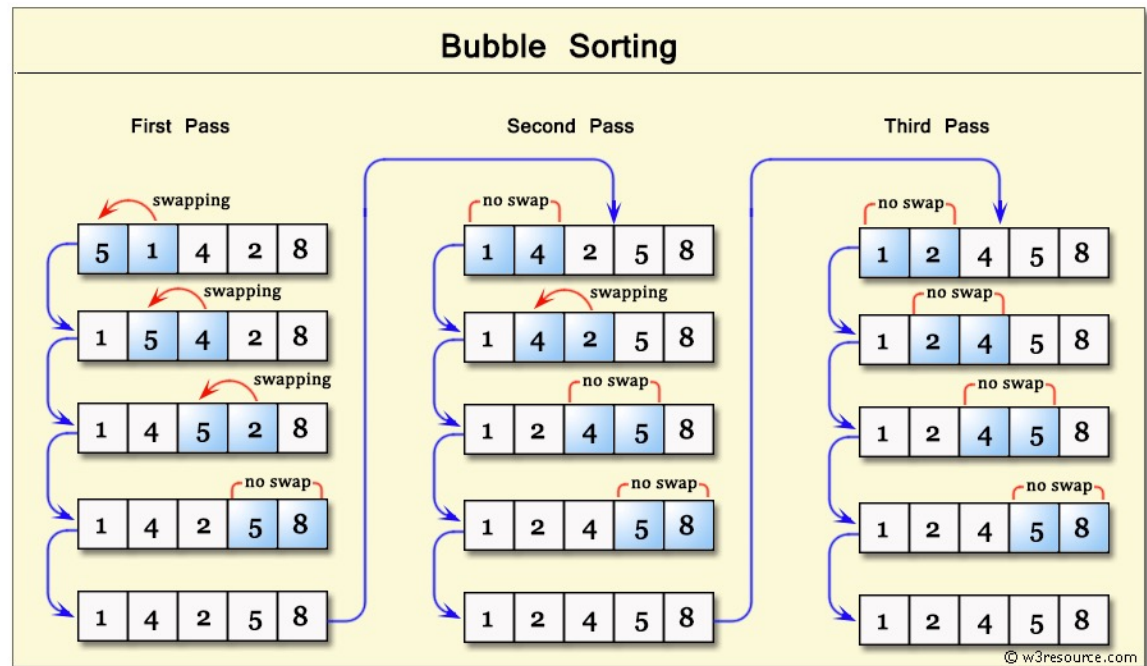 Bubble Sorting
First Pass
swapping
5 1 4 2 8
swapping
1 5 4 2 8
swapping
1 4 5 2 8
no swap
1 4 2 5 8
1 4 2 5 8
Second Pass
no swap
1 4 2 5 8
swapping
1 4 2 5 8
no swap
1 2 4 5 8
no swap
1 2 4 5 8
1 2 4 5 8
Third Pass
no swap
1 2 4 5 8
no swap
1 2 4 5 8
no swap
1 2 4 5 8
no swap
1 2 4 5 8
1 2 4 5 8
© w3resource.com